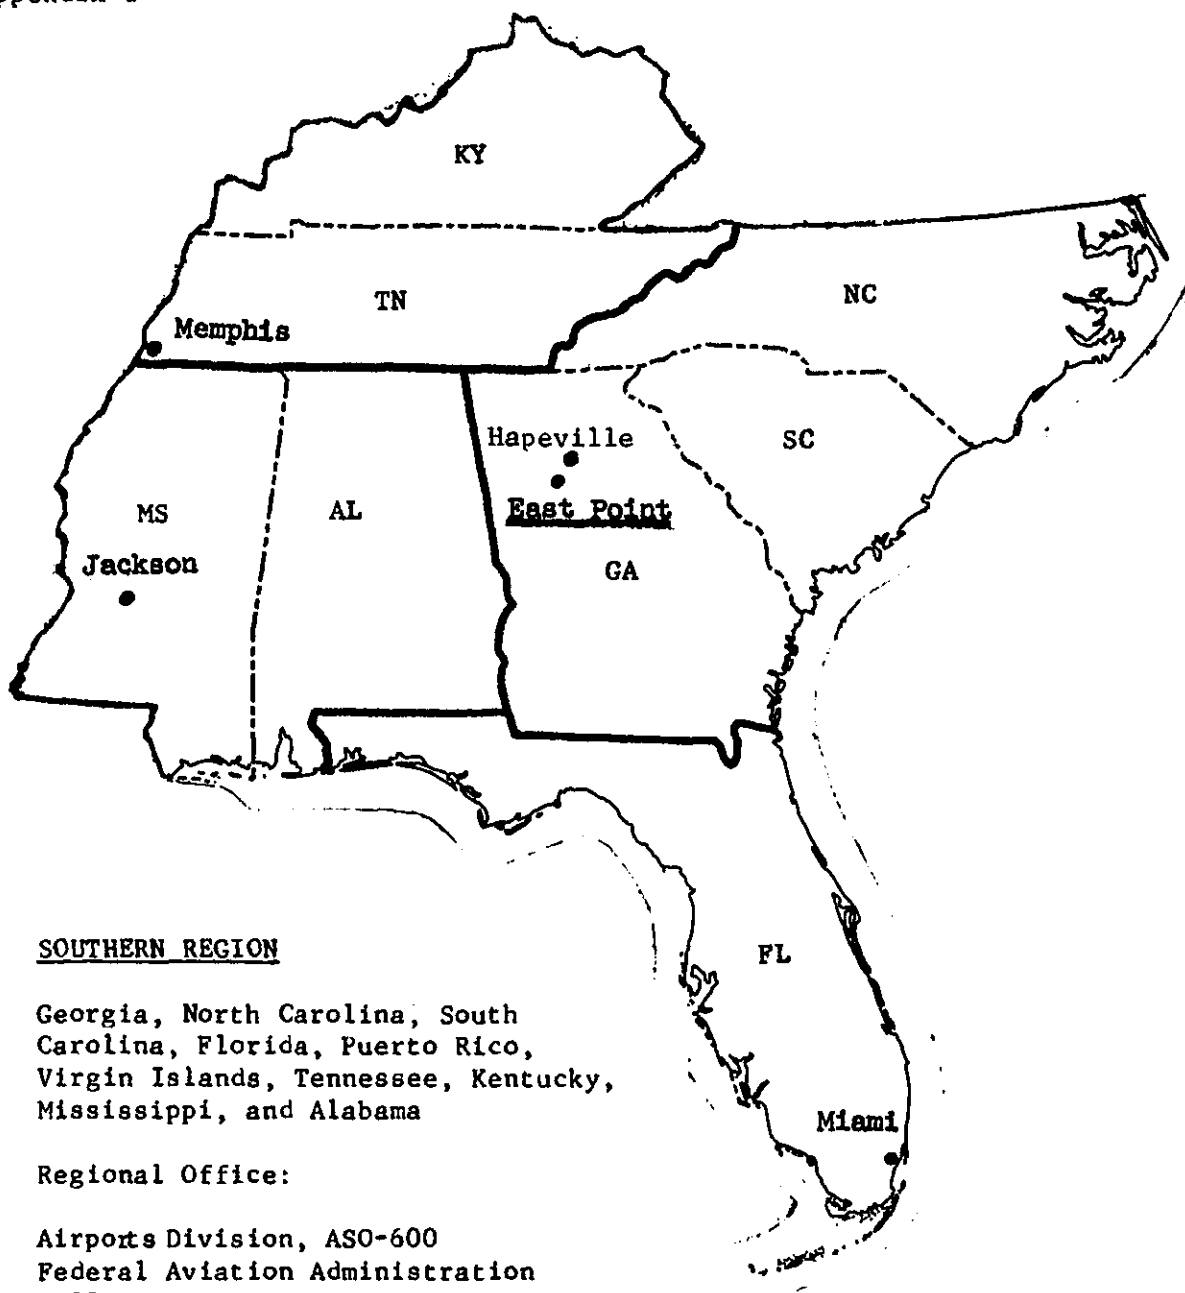 KY
TN
NC
Memphis
Hapeville
SC
MS
AL
East Point
Jackson
GA
FL
Miami
SOUTHERN REGION
Georgia, North Carolina, South
Carolina, Florida, Puerto Rico,
Virgin Islands, Tennessee, Kentucky,
Mississippi, and Alabama
Regional Office:
Airports Division, ASO-600
Federal Aviation Administration